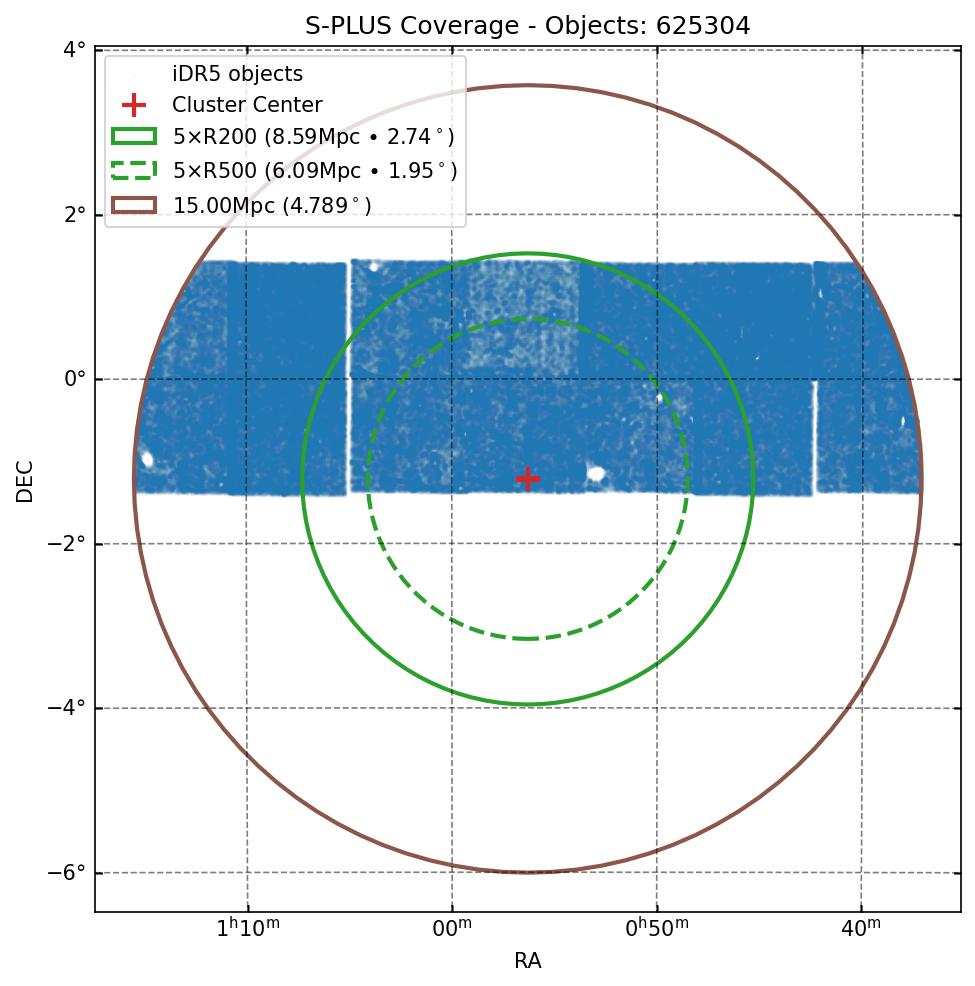 S-PLUS Coverage - Objects: 625304
iDR5 objects
Cluster Center
5×R200 (8.59Mpc • 2.74°)
5×R500 (6.09Mpc • 1.95°)
15.00Mpc (4.789°)
4°
2°
0°
−2°
−4°
−6°
DEC
1ʰ10ᵐ
00ᵐ
0ʰ50ᵐ
40ᵐ
RA